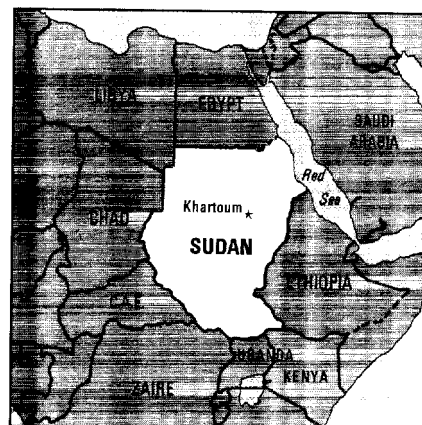 LIBYA
EGYPT
SAUDI
ARABIA
Red
Sea
CHAD
Khartoum
SUDAN
ETHIOPIA
C.A.R
UGANDA
ZAIRE
KENYA